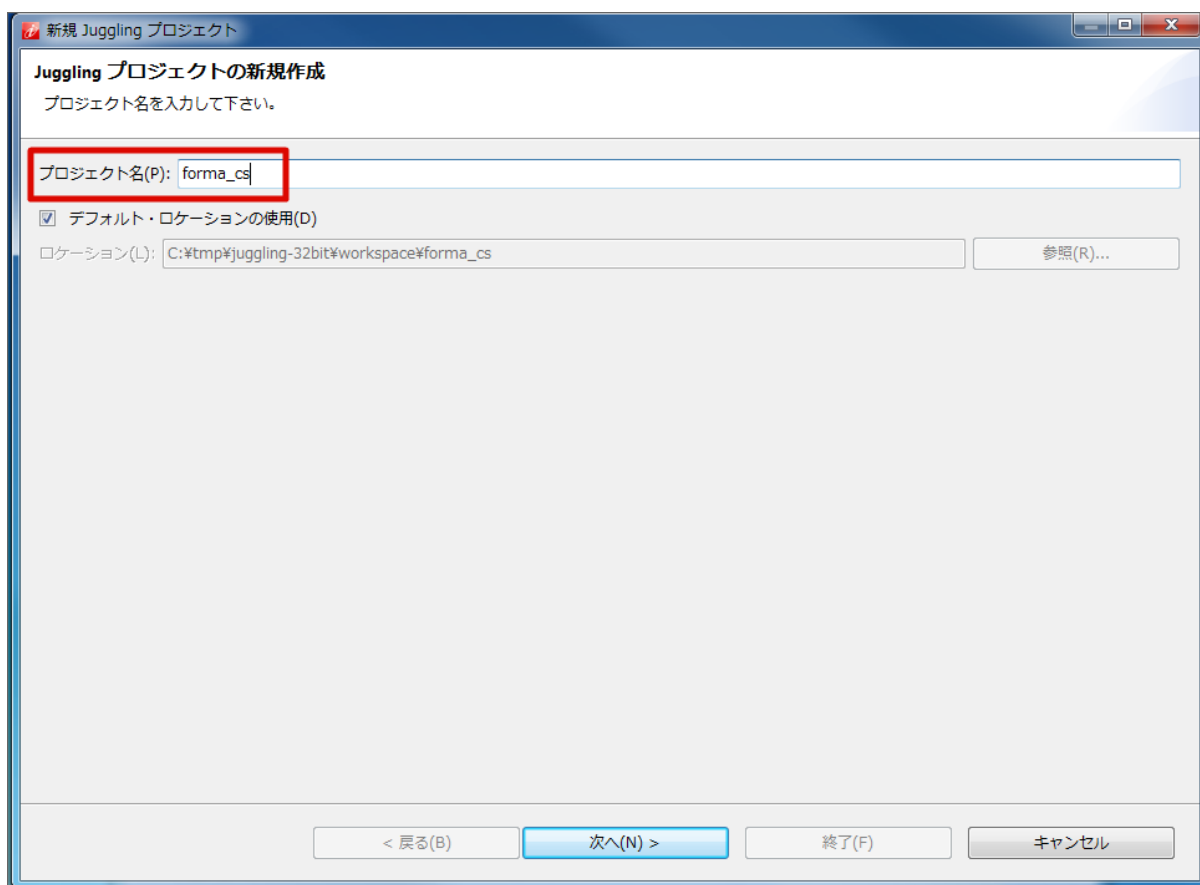 新規 Juggling プロジェクト
Juggling プロジェクトの新規作成
プロジェクト名を入力して下さい。
プロジェクト名(P): forma_cs
デフォルト・ロケーションの使用(D)
ロケーション(L): C:¥tmp¥juggling-32bit¥workspace¥forma_cs 参照(R)...
< 戻る(B) 次へ(N) > 終了(F) キャンセル